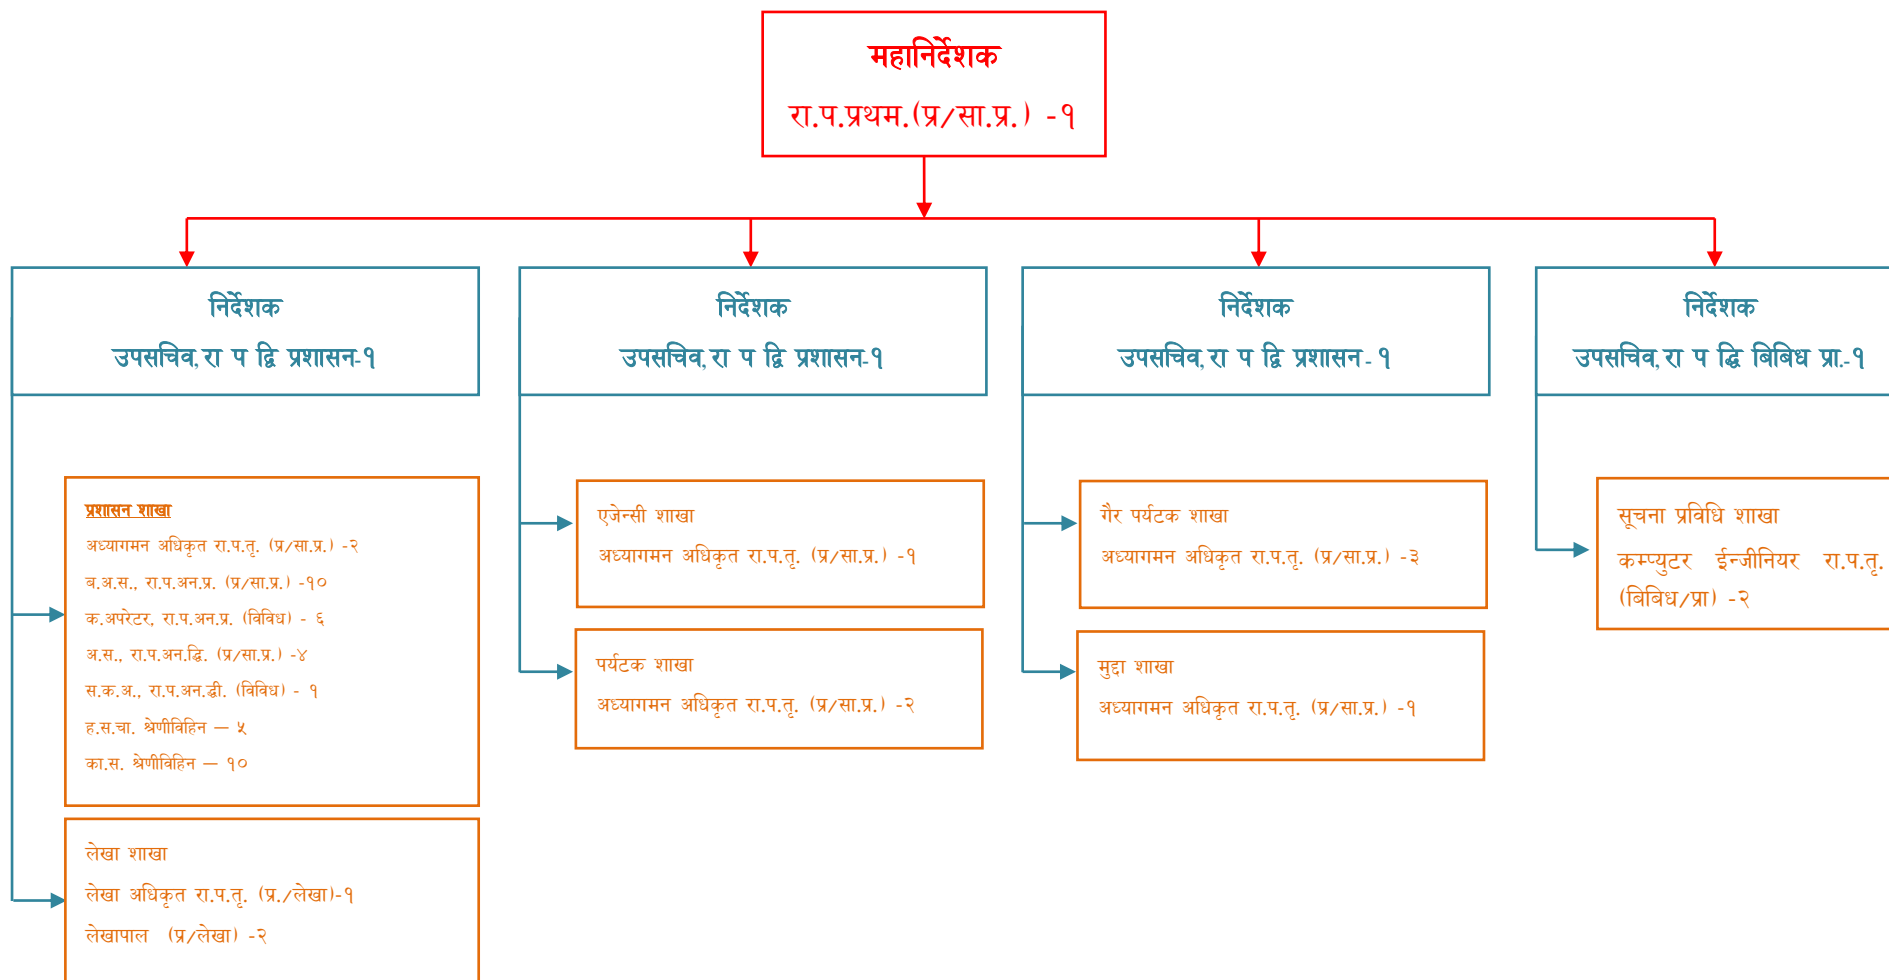 महानिर्देशक
रा.प.प्रथम.(प्र/सा.प्र.) -१
निर्देशक
उपसचिव, रा प द्वि प्रशासन-१
निर्देशक
उपसचिव, रा प द्वि प्रशासन-१
निर्देशक
उपसचिव, रा प द्वि प्रशासन - १
निर्देशक
उपसचिव, रा प द्धि बिबिध प्रा.-१
प्रशासन शाखा
अध्यागमन अधिकृत रा.प.तृ. (प्र/सा.प्र.) -२
ब.अ.स., रा.प.अन.प्र. (प्र/सा.प्र.) -१०
क.अपरेटर, रा.प.अन.प्र. (विविध) - ६
अ.स., रा.प.अन.द्धि. (प्र/सा.प्र.) -४
स.क.अ., रा.प.अन.द्धी. (विविध) - १
ह.स.चा. श्रेणीविहिन — ५
का.स. श्रेणीविहिन — १०
लेखा शाखा
लेखा अधिकृत रा.प.तृ. (प्र./लेखा)-१
लेखापाल (प्र/लेखा) -२
एजेन्सी शाखा
अध्यागमन अधिकृत रा.प.तृ. (प्र/सा.प्र.) -१
पर्यटक शाखा
अध्यागमन अधिकृत रा.प.तृ. (प्र/सा.प्र.) -२
गैर पर्यटक शाखा
अध्यागमन अधिकृत रा.प.तृ. (प्र/सा.प्र.) -३
मुद्दा शाखा
अध्यागमन अधिकृत रा.प.तृ. (प्र/सा.प्र.) -१
सूचना प्रविधि शाखा
कम्प्युटर ईन्जीनियर रा.प.तृ.
(बिबिध/प्रा) -२